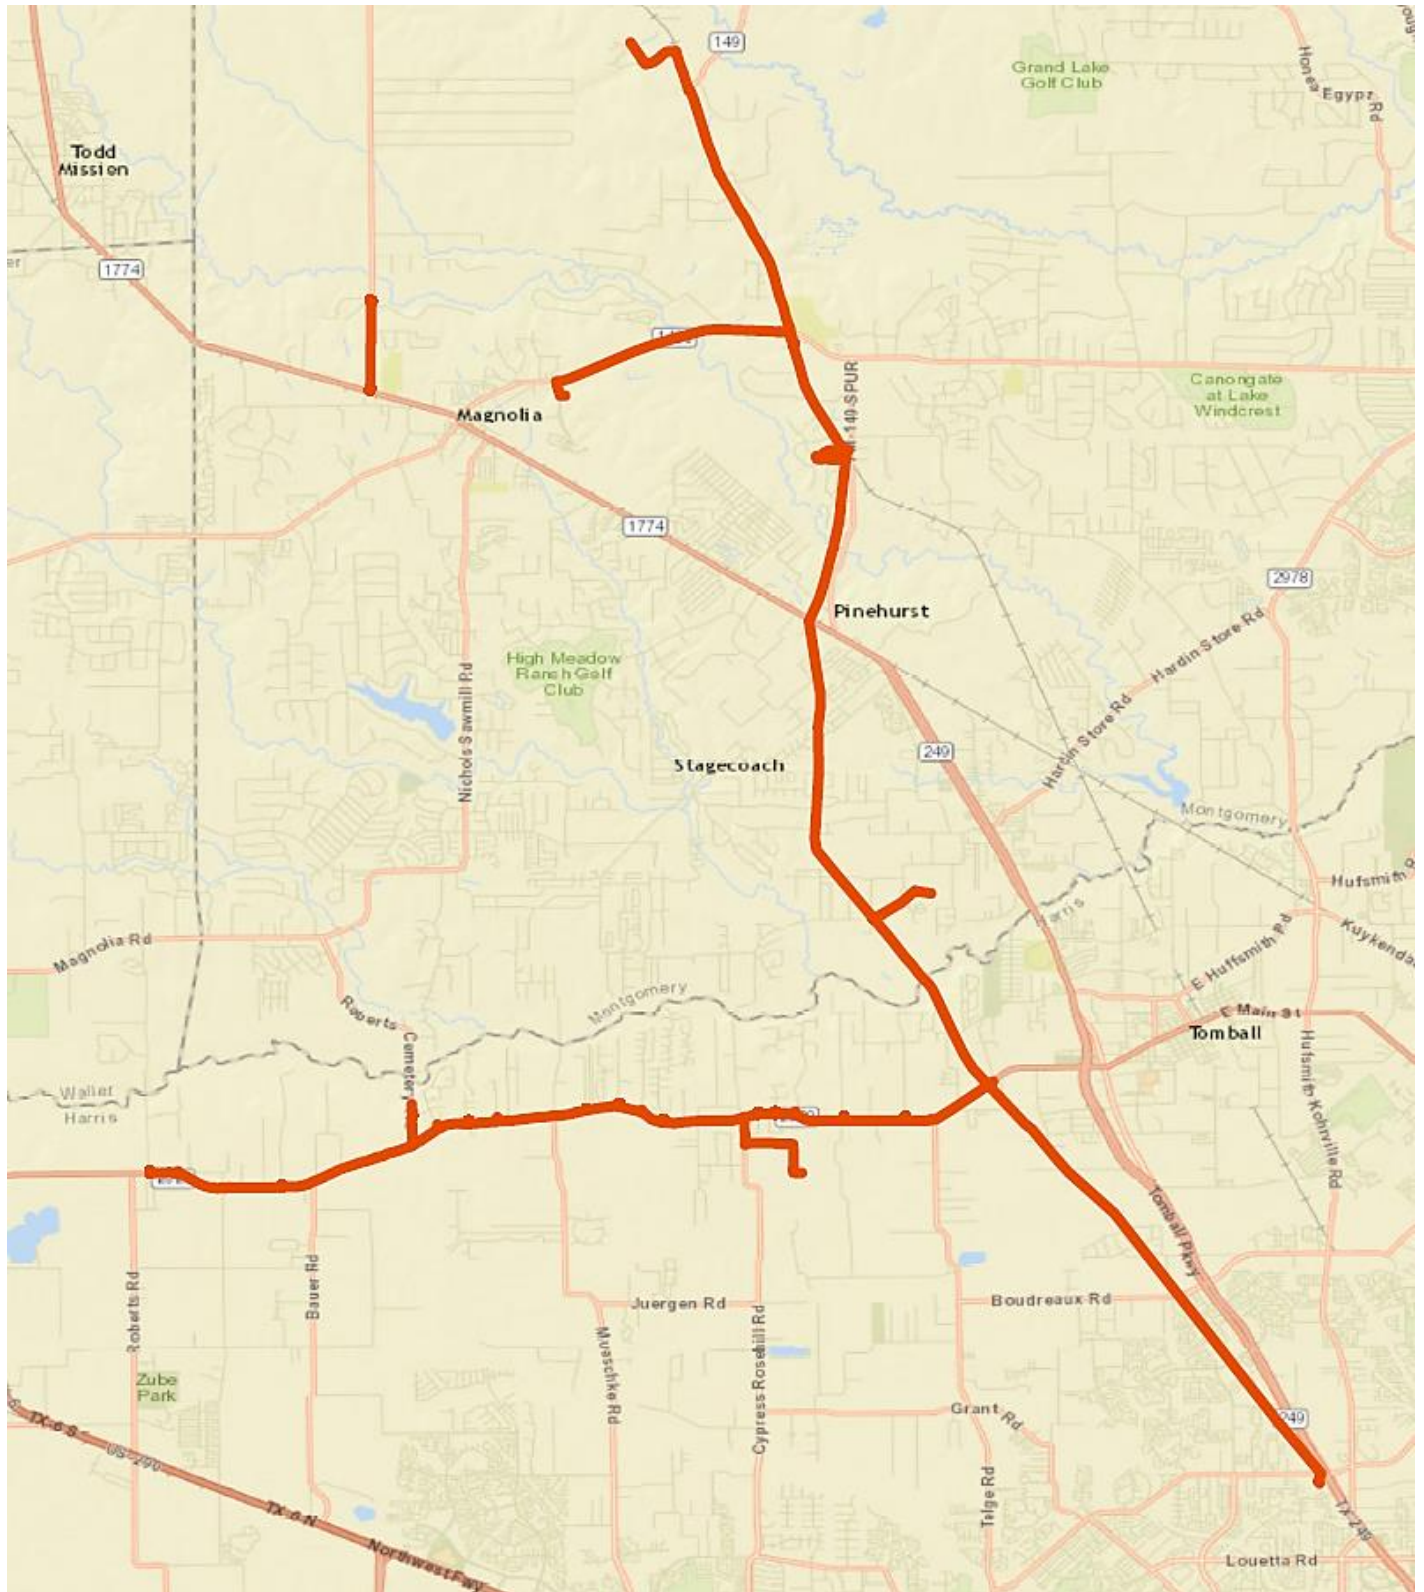 149
Grand Lake
Golf Club
Honea
Egypt
Rd
Todd
Mission
1774
Canongate
at Lake
Windcrest
Magnolia
1774
2978
Pinehurst
Hardin Store Rd
High Meadow
Ranch Golf
Club
Nichols Sawmill Rd
Hardin Store Rd
249
Stagecoach
Montgomery
Hufsmith
Harris
Kuykendahl
Magnolia Rd
E Huffsmith Rd
Montgomery
Roberts Cemetery
E Main St
Tomball
Waller
Harris
Hufsmith Kohrville Rd
Tomball Pkwy
Roberts Rd
Bauer Rd
Juergen Rd
Boudreaux Rd
Mueschke Rd
Cypress Rosehill Rd
Zube
Park
Grant Rd
249
TX-6 S
US-290
Telge Rd
TX-6 N
TX-249
Northwest Fwy
Louetta Rd